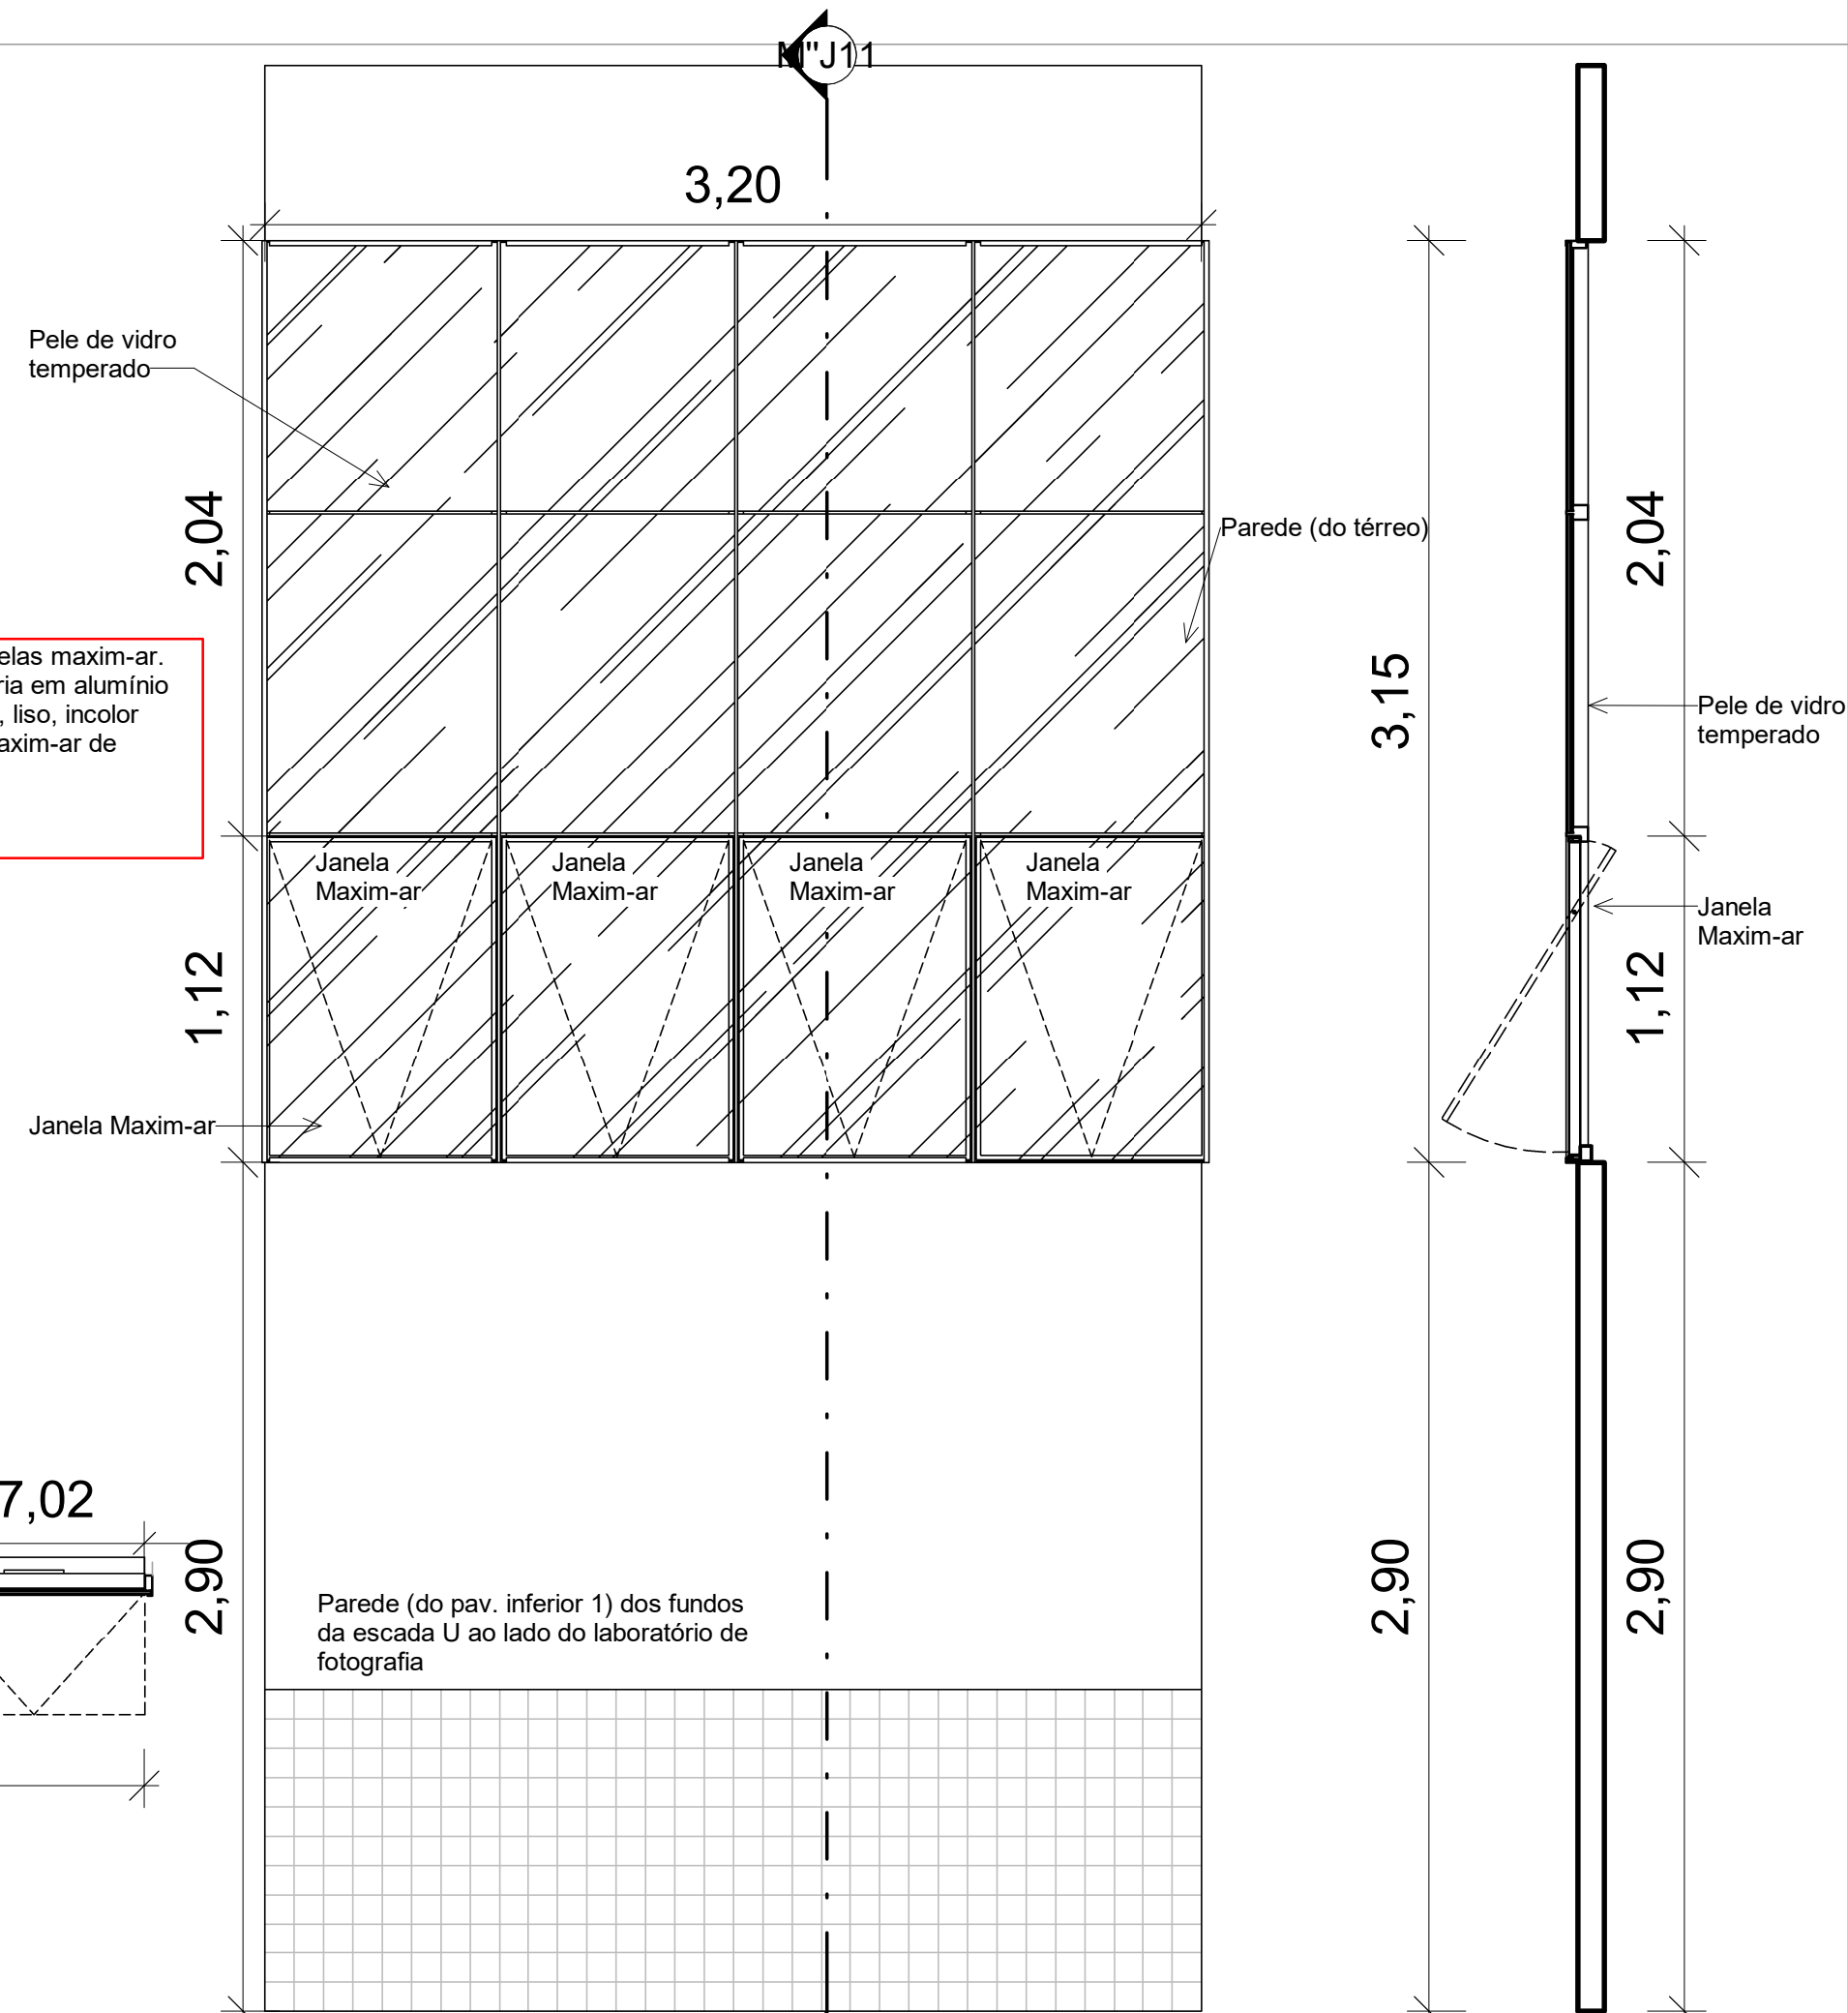 J11
3,20
Pele de vidro
temperado
2,04
2,04
Parede (do térreo)
elas maxim-ar.
ria em alumínio
, liso, incolor
axim-ar de
3,15
Pele de vidro
temperado
Janela
Maxim-ar
Janela
Maxim-ar
Janela
Maxim-ar
Janela
Maxim-ar
Janela
Maxim-ar
1,12
1,12
Janela Maxim-ar
7,02
2,90
2,90
2,90
Parede (do pav. inferior 1) dos fundos
da escada U ao lado do laboratório de
fotografia